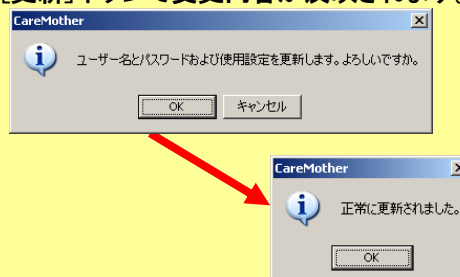 [更新]ボタンで変更内容が反映されます。
CareMother
ユーザー名とパスワードおよび使用設定を更新します。よろしいですか。
OK
キャンセル
CareMother
正常に更新されました。
OK